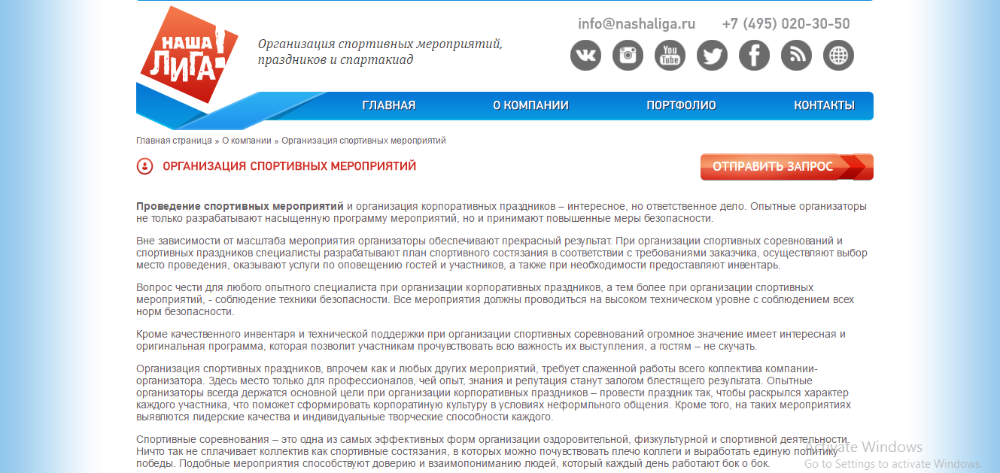 info@nashaliga.ru +7 (495) 020-30-50
НАША
ЛИГА!
Организация спортивных мероприятий,
праздников и спартакиад
You
Tube
ГЛАВНАЯ О КОМПАНИИ ПОРТФОЛИО КОНТАКТЫ
Главная страница » О компании » Организация спортивных мероприятий
ОРГАНИЗАЦИЯ СПОРТИВНЫХ МЕРОПРИЯТИЙ
ОТПРАВИТЬ ЗАПРОС
Проведение спортивных мероприятий и организация корпоративных праздников – интересное, но ответственное дело. Опытные организаторы
не только разрабатывают насыщенную программу мероприятий, но и принимают повышенные меры безопасности.
Вне зависимости от масштаба мероприятия организаторы обеспечивают прекрасный результат. При организации спортивных соревнований и
спортивных праздников специалисты разрабатывают план спортивного состязания в соответствии с требованиями заказчика, осуществляют выбор
место проведения, оказывают услуги по оповещению гостей и участников, а также при необходимости предоставляют инвентарь.
Вопрос чести для любого опытного специалиста при организации корпоративных праздников, а тем более при организации спортивных
мероприятий, - соблюдение техники безопасности. Все мероприятия должны проводиться на высоком техническом уровне с соблюдением всех
норм безопасности.
Кроме качественного инвентаря и технической поддержки при организации спортивных соревнований огромное значение имеет интересная и
оригинальная программа, которая позволит участникам прочувствовать всю важность их выступления, а гостям – не скучать.
Организация спортивных праздников, впрочем как и любых других мероприятий, требует слаженной работы всего коллектива компании-
организатора. Здесь место только для профессионалов, чей опыт, знания и репутация станут залогом блестящего результата. Опытные
организаторы всегда держатся основной цели при организации корпоративных праздников – провести праздник так, чтобы раскрылся характер
каждого участника, что поможет сформировать корпоратиную культуру в условиях неформльного общения. Кроме того, на таких мероприятиях
выявлются лидерские качества и индивидуальные творческие способности каждого.
Спортивные соревнования – это одна из самых эффективных форм организации оздоровительной, физкультурной и спортивной деятельности.
Ничто так не сплачивает коллектив как спортивные состязания, в которых можно почувствовать плечо коллеги и выработать единую политику
победы. Подобные мероприятия способствуют доверию и взаимопониманию людей, который каждый день работают бок о бок.
Activate Windows
Go to Settings to activate Windows.